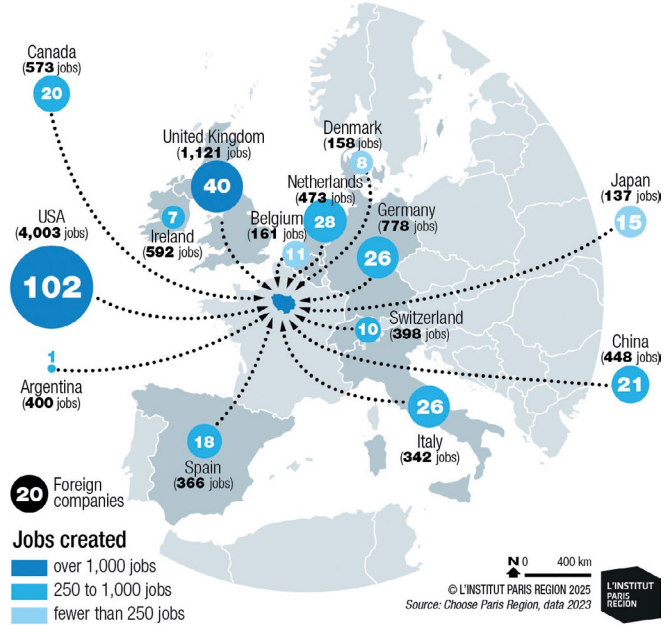 Canada
(573 jobs)
20
United Kingdom
(1,121 jobs)
40
Denmark
(158 jobs)
8
Netherlands
(473 jobs)
28
Germany
(778 jobs)
26
Belgium
(161 jobs)
11
7
Ireland
(592 jobs)
USA
(4,003 jobs)
102
Japan
(137 jobs)
15
1
Argentina
(400 jobs)
10
Switzerland
(398 jobs)
China
(448 jobs)
21
18
Spain
(366 jobs)
26
Italy
(342 jobs)
20 Foreign
companies
Jobs created
over 1,000 jobs
250 to 1,000 jobs
fewer than 250 jobs
N 0 400 km
© L'INSTITUT PARIS REGION 2025
Source: Choose Paris Region, data 2023
L'INSTITUT
PARIS
REGION